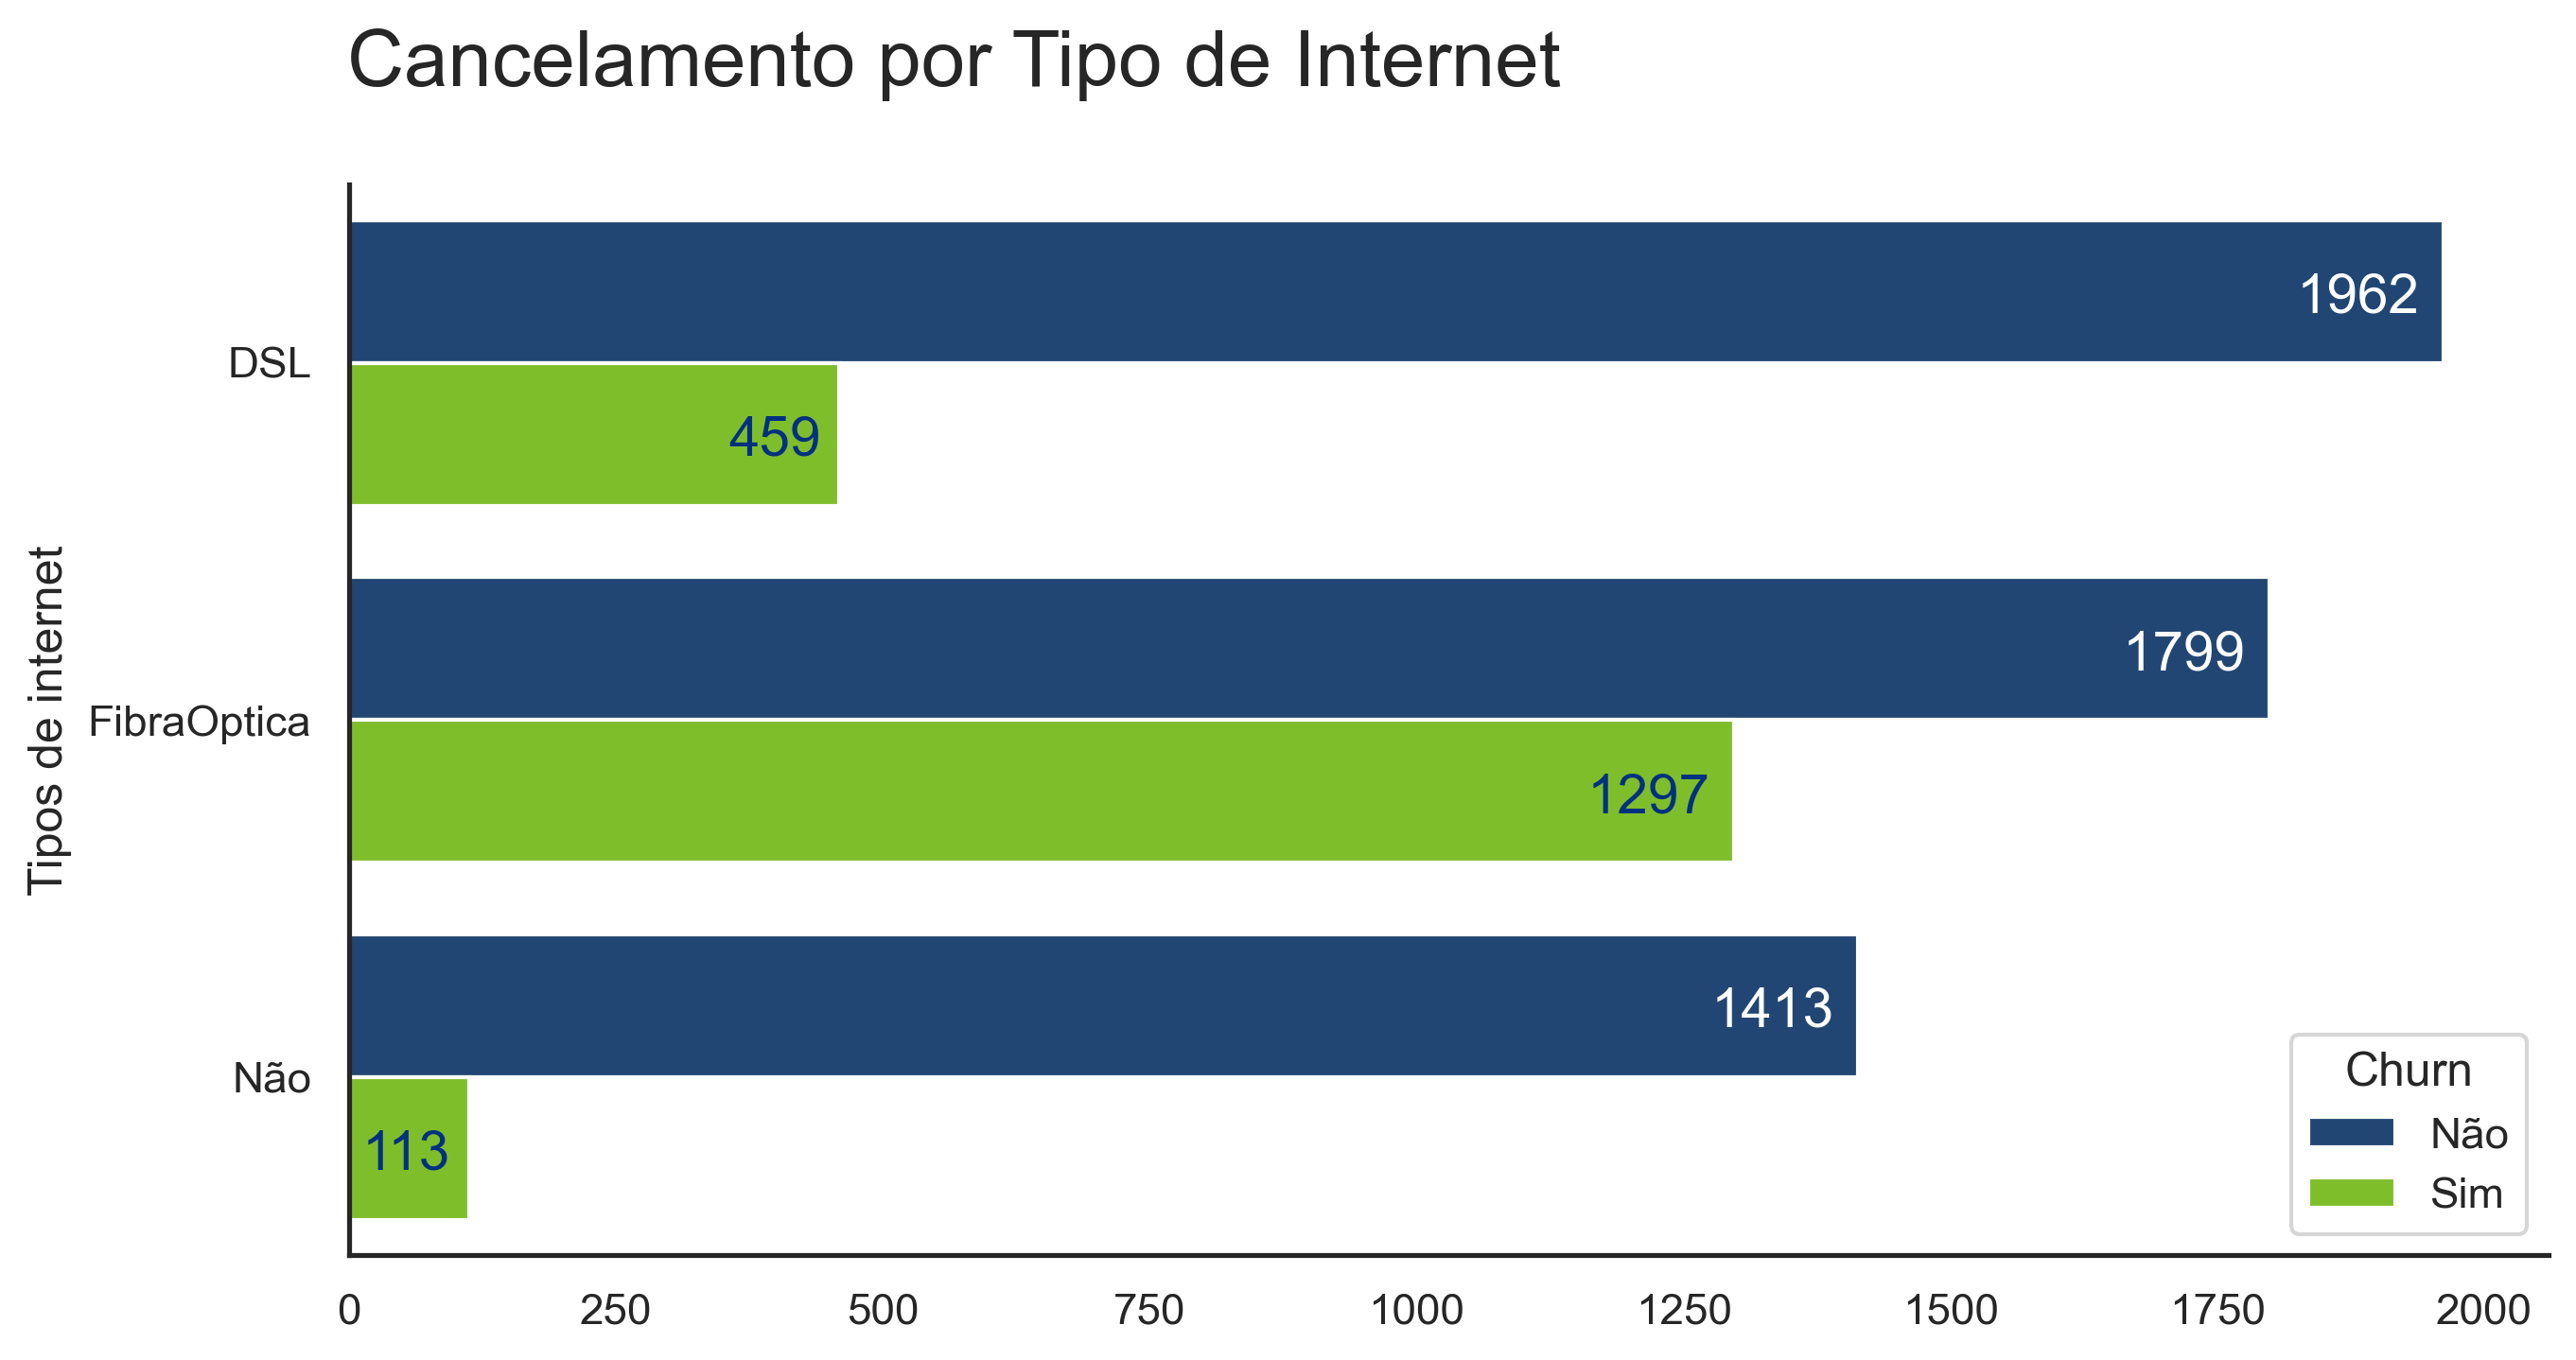 Cancelamento por Tipo de Internet
Tipos de internet
DSL
1962
459
FibraOptica
1799
1297
Não
1413
113
Churn
Não
Sim
0 250 500 750 1000 1250 1500 1750 2000